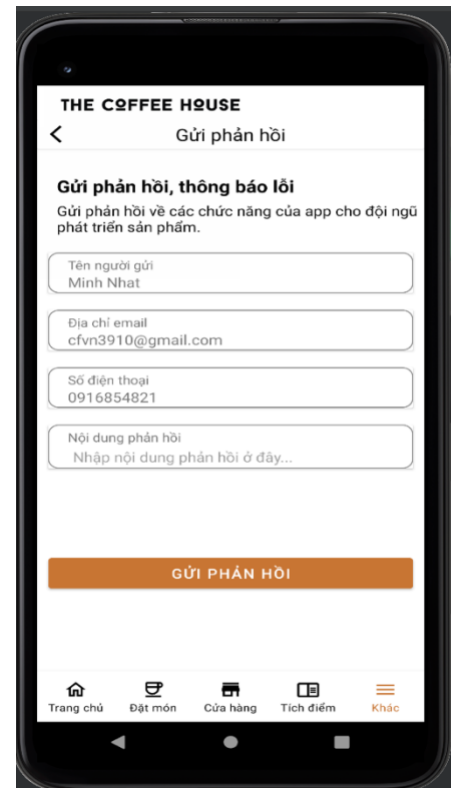 THE COFFEE HOUSE
Gửi phản hồi
Gửi phản hồi, thông báo lỗi
Gửi phản hồi về các chức năng của app cho đội ngũ
phát triển sản phẩm.
Tên người gửi
Minh Nhat
Địa chỉ email
cfvn3910@gmail.com
Số điện thoại
0916854821
Nội dung phản hồi
Nhập nội dung phản hồi ở đây...
GỬI PHẢN HỒI
Trang chủ Đặt món Cửa hàng Tích điểm Khác